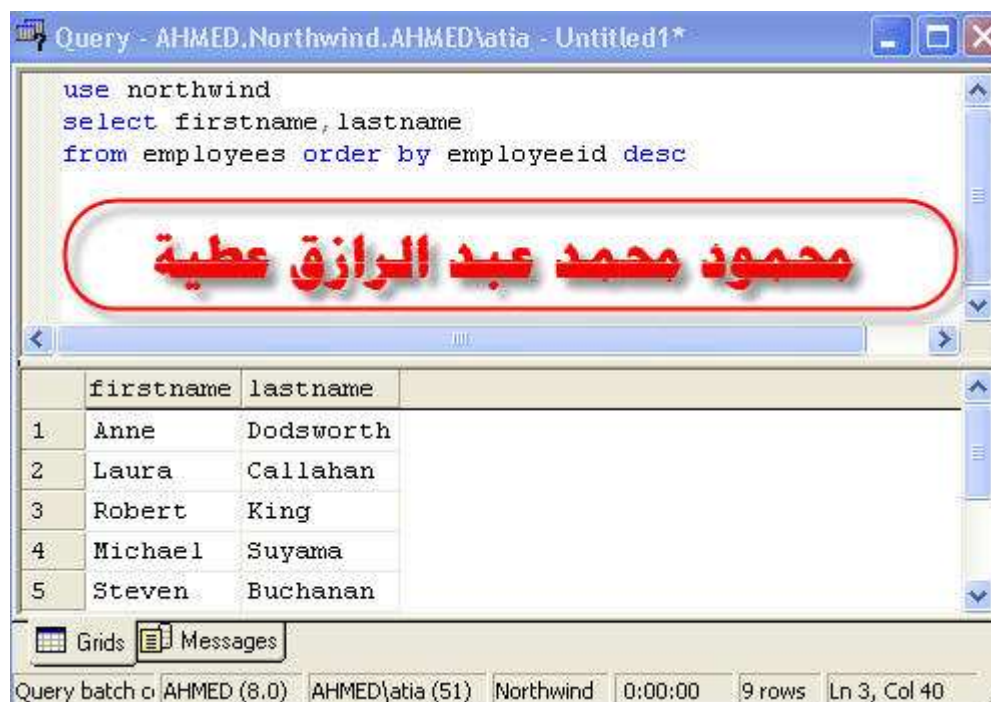 Query - AHMED.Northwind.AHMED\atia - Untitled1*
use northwind
select firstname,lastname
from employees order by employeeid desc
محمود محمد عبد الرازق عطية
firstname lastname
1 Anne Dodsworth
2 Laura Callahan
3 Robert King
4 Michael Suyama
5 Steven Buchanan
Grids Messages
Query batch c AHMED (8.0) AHMED\atia (51) Northwind 0:00:00 9 rows Ln 3, Col 40